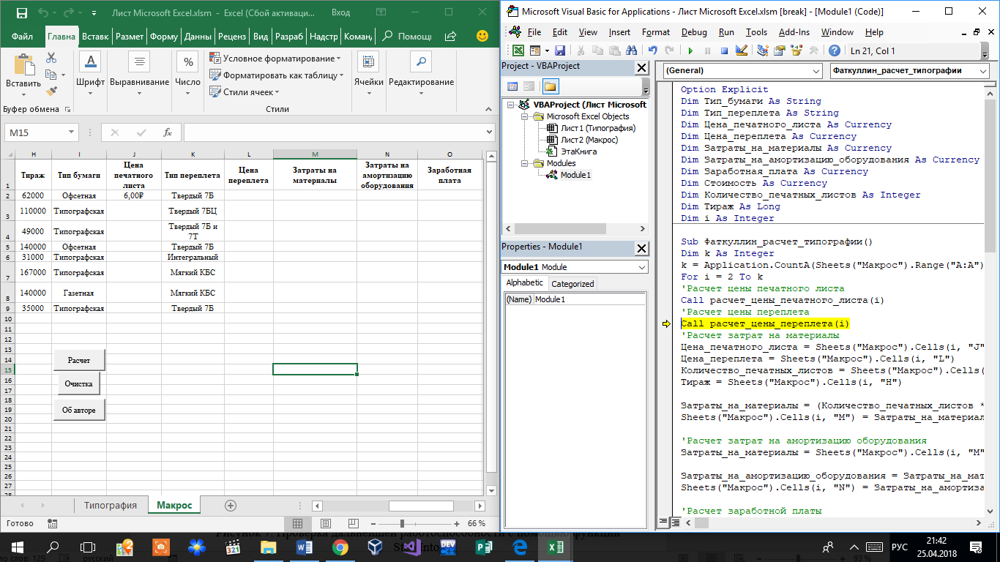 Лист Microsoft Excel.xlsm - Excel (Сбой активаци...
Вход
Файл Главна Вставк Размет Форму Данны Реценз Вид Разраб Надстр Команд Помощь
Вставить
Буфер обмена
Шрифт
Выравнивание
Число
Условное форматирование
Форматировать как таблицу
Стили ячеек
Стили
Ячейки
Редактирование
M15
fx
H I J K L M N O
1 Тираж Тип бумаги Цена печатного листа Тип переплета Цена переплета Затраты на материалы Затраты на амортизацию оборудования Заработная плата
2 62000 Офсетная 6,00₽ Твердый 7Б
3 110000 Типографская Твердый 7БЦ
4 49000 Типографская Твердый 7Б и 7Т
5 140000 Офсетная Твердый 7Б
6 31000 Типографская Интегральный
7 167000 Типографская Мягкий КБС
8 140000 Газетная Мягкий КБС
9 35000 Типографская Твердый 7Б
10
11
12
13
14
15
16
17
18
19
20
21
22
23
24
25
26
27
28
Расчет
Очистка
Об авторе
Типография Макрос
Готово
66 %
Microsoft Visual Basic for Applications - Лист Microsoft Excel.xlsm [break] - [Module1 (Code)]
File Edit View Insert Format Debug Run Tools Add-Ins Window Help
Ln 21, Col 1
Project - VBAProject
VBAProject (Лист Microsoft
Microsoft Excel Objects
Лист1 (Типография)
Лист2 (Макрос)
ЭтаКнига
Modules
Module1
Properties - Module1
Module1 Module
Alphabetic Categorized
(Name) Module1
(General)
Фаткуллин_расчет_типографии
Option Explicit
Dim Тип_бумаги As String
Dim Тип_переплета As String
Dim Цена_печатного_листа As Currency
Dim Цена_переплета As Currency
Dim Затраты_на_материалы As Currency
Dim Затраты_на_амортизацию_оборудования As Currency
Dim Заработная_плата As Currency
Dim Стоимость As Currency
Dim Количество_печатных_листов As Integer
Dim Тираж As Long
Dim i As Integer
Sub Фаткуллин_расчет_типографии()
Dim k As Integer
k = Application.CountA(Sheets("Макрос").Range("A:A")
For i = 2 To k
'Расчет цены печатного листа
Call расчет_цены_печатного_листа(i)
'Расчет цены переплета
Call расчет_цены_переплета(i)
'Расчет затрат на материалы
Цена_печатного_листа = Sheets("Макрос").Cells(i, "J"
Цена_переплета = Sheets("Макрос").Cells(i, "L")
Количество_печатных_листов = Sheets("Макрос").Cells(
Тираж = Sheets("Макрос").Cells(i, "H")
Затраты_на_материалы = (Количество_печатных_листов *
Sheets("Макрос").Cells(i, "M") = Затраты_на_материал
'Расчет затрат на амортизацию оборудования
Затраты_на_материалы = Sheets("Макрос").Cells(i, "M"
Затраты_на_амортизацию_оборудования = Затраты_на_мат
Sheets("Макрос").Cells(i, "N") = Затраты_на_амортиза
'Расчет заработной платы
321
DEV
РУС
21:42
25.04.2018